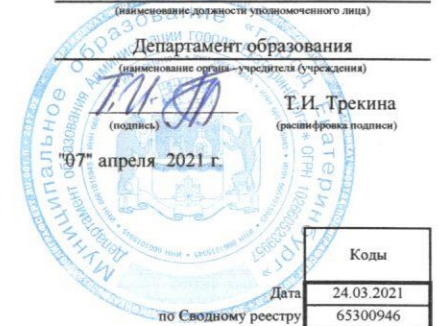 (наименование должности уполномоченного лица)
Департамент образования
(наименование органа - учредителя (учреждения)
Т.И. Трекина
(подпись) (расшифровка подписи)
"07" апреля 2021 г.
Коды
Дата 24.03.2021
по Сводному реестру 65300946